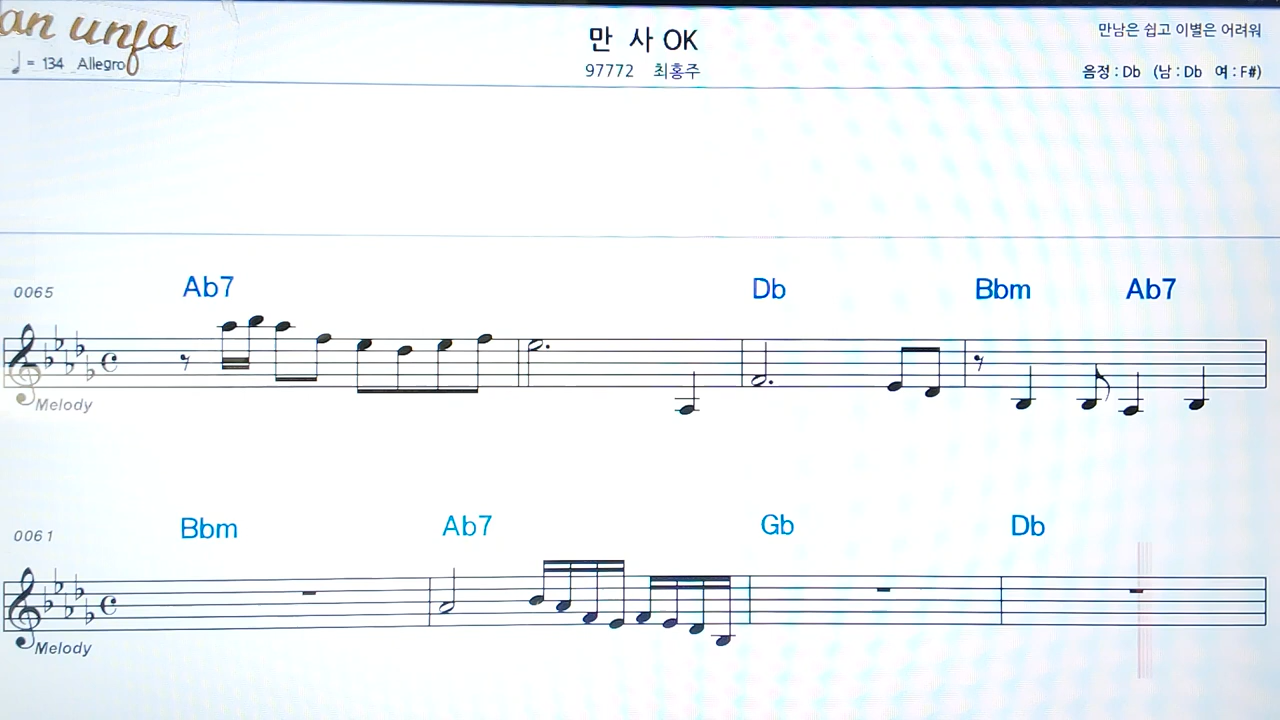 an unfa
만 사 OK
만남은 쉽고 이별은 어려워
♩ = 134 Allegro
97772 최홍주
음정 : Db (남 : Db 여 : F#)
Ab7 Db Bbm Ab7
0065
Melody
Bbm Ab7 Gb Db
0061
Melody